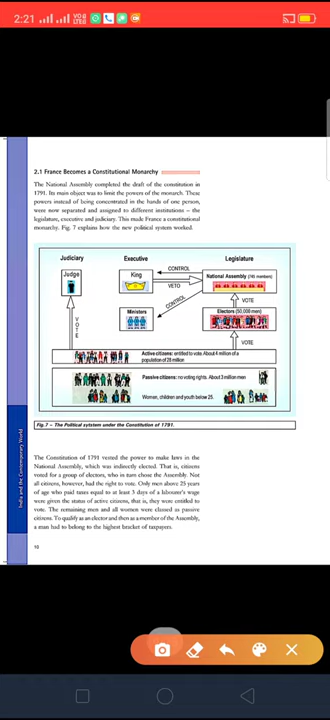 2:21
2.1 France Becomes a Constitutional Monarchy
The National Assembly completed the draft of the constitution in
1791. Its main object was to limit the powers of the monarch. These
powers instead of being concentrated in the hands of one person,
were now separated and assigned to different institutions – the
legislature, executive and judiciary. This made France a constitutional
monarchy. Fig. 7 explains how the new political system worked.
Judiciary
Executive
Legislature
Judge
King
CONTROL
National Assembly (745 members)
VETO
CONTROL
VOTE
Ministers
Electors (50,000 men)
VOTE
VOTE
Active citizens: entitled to vote. About 4 million of a
population of 28 million
Passive citizens: no voting rights. About 3 million men
Women, children and youth below 25.
Fig.7 – The Political system under the Constitution of 1791.
The Constitution of 1791 vested the power to make laws in the
National Assembly, which was indirectly elected. That is, citizens
voted for a group of electors, who in turn chose the Assembly. Not
all citizens, however, had the right to vote. Only men above 25 years
of age who paid taxes equal to at least 3 days of a labourer's wage
were given the status of active citizens, that is, they were entitled to
vote. The remaining men and all women were classed as passive
citizens. To qualify as an elector and then as a member of the Assembly,
a man had to belong to the highest bracket of taxpayers.
India and the Contemporary World
10